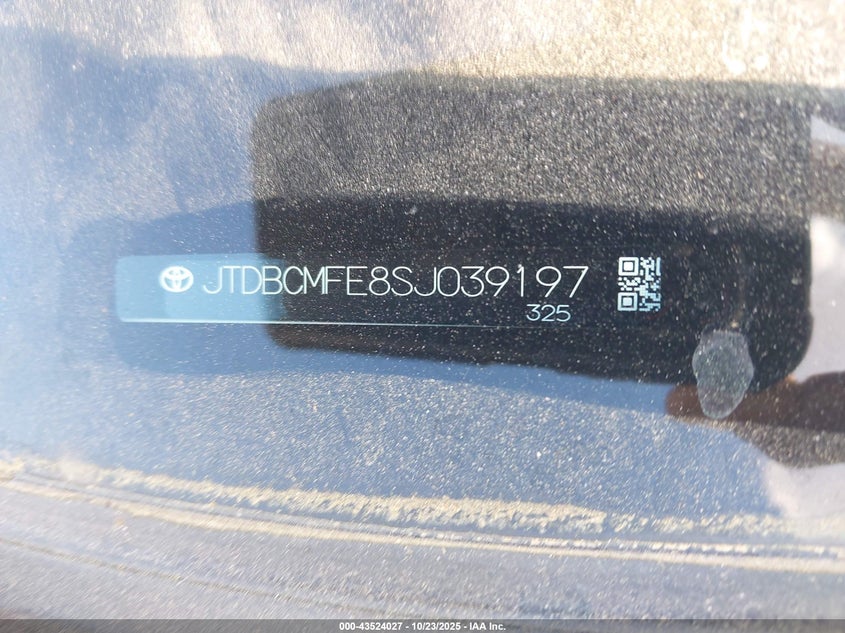 JTDBCMFE8SJ039197
325
000-43524027 | 10/23/2025 - IAA Inc.